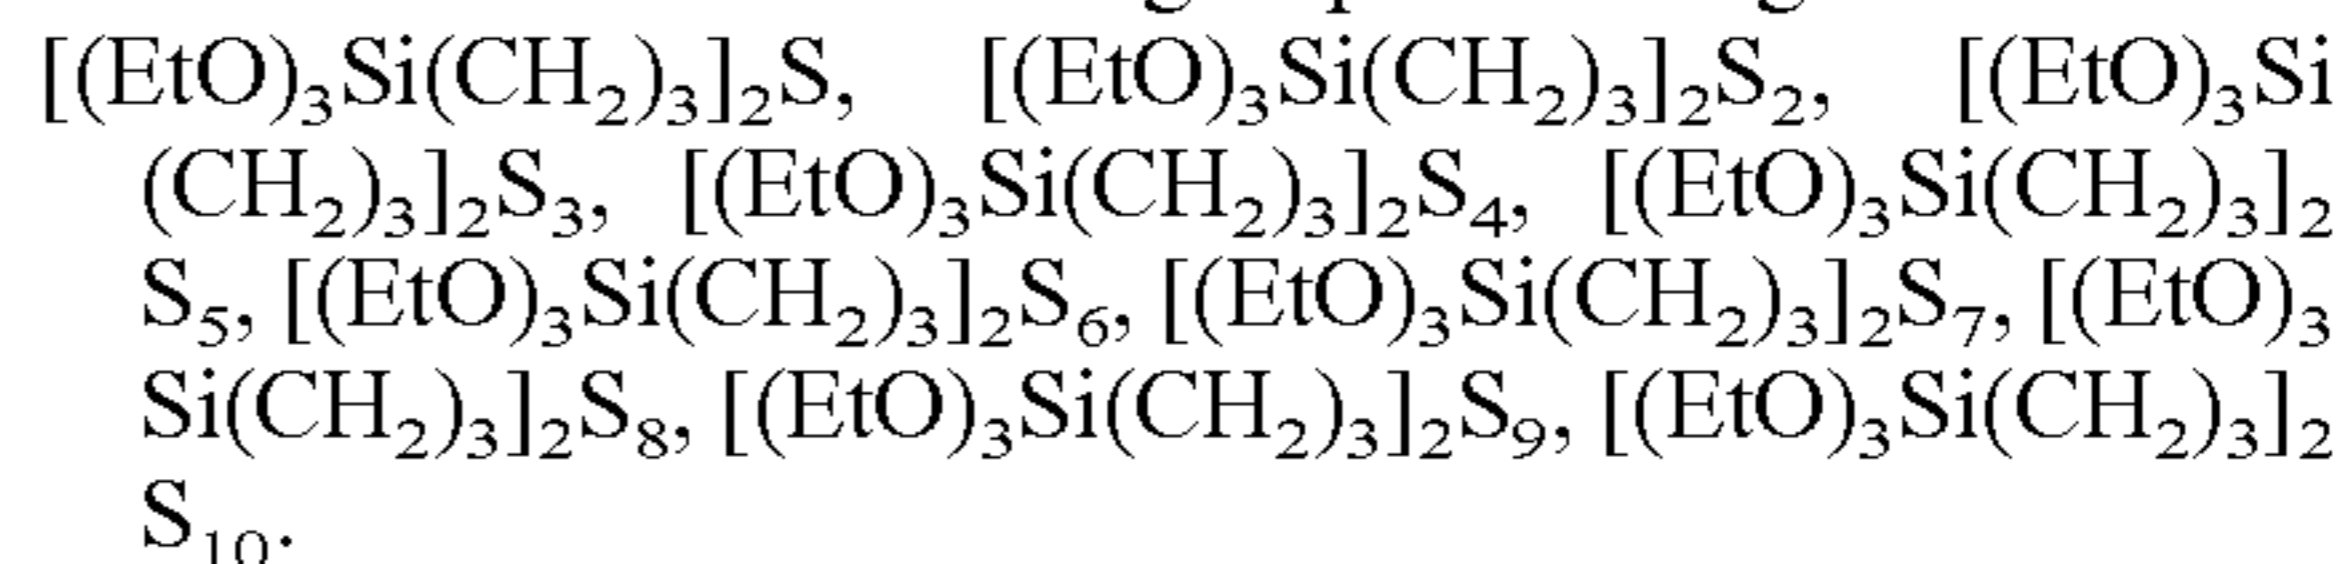 [(EtO)₃Si(CH₂)₃]₂S, [(EtO)₃Si(CH₂)₃]₂S₂, [(EtO)₃Si
(CH₂)₃]₂S₃, [(EtO)₃Si(CH₂)₃]₂S₄, [(EtO)₃Si(CH₂)₃]₂
S₅, [(EtO)₃Si(CH₂)₃]₂S₆, [(EtO)₃Si(CH₂)₃]₂S₇, [(EtO)₃
Si(CH₂)₃]₂S₈, [(EtO)₃Si(CH₂)₃]₂S₉, [(EtO)₃Si(CH₂)₃]₂
S₁₀.